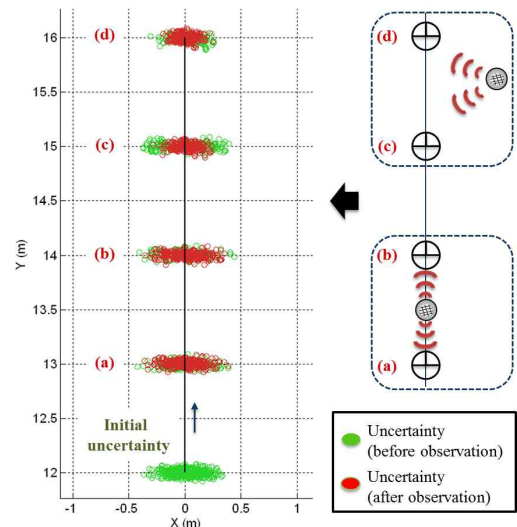 (d)
(c)
(b)
(a)
Initial
uncertainty
16
15.5
15
14.5
14
13.5
13
12.5
12
Y (m)
-1
-0.5
0
0.5
1
X (m)
(d)
(c)
(b)
(a)
Uncertainty
(before observation)
Uncertainty
(after observation)